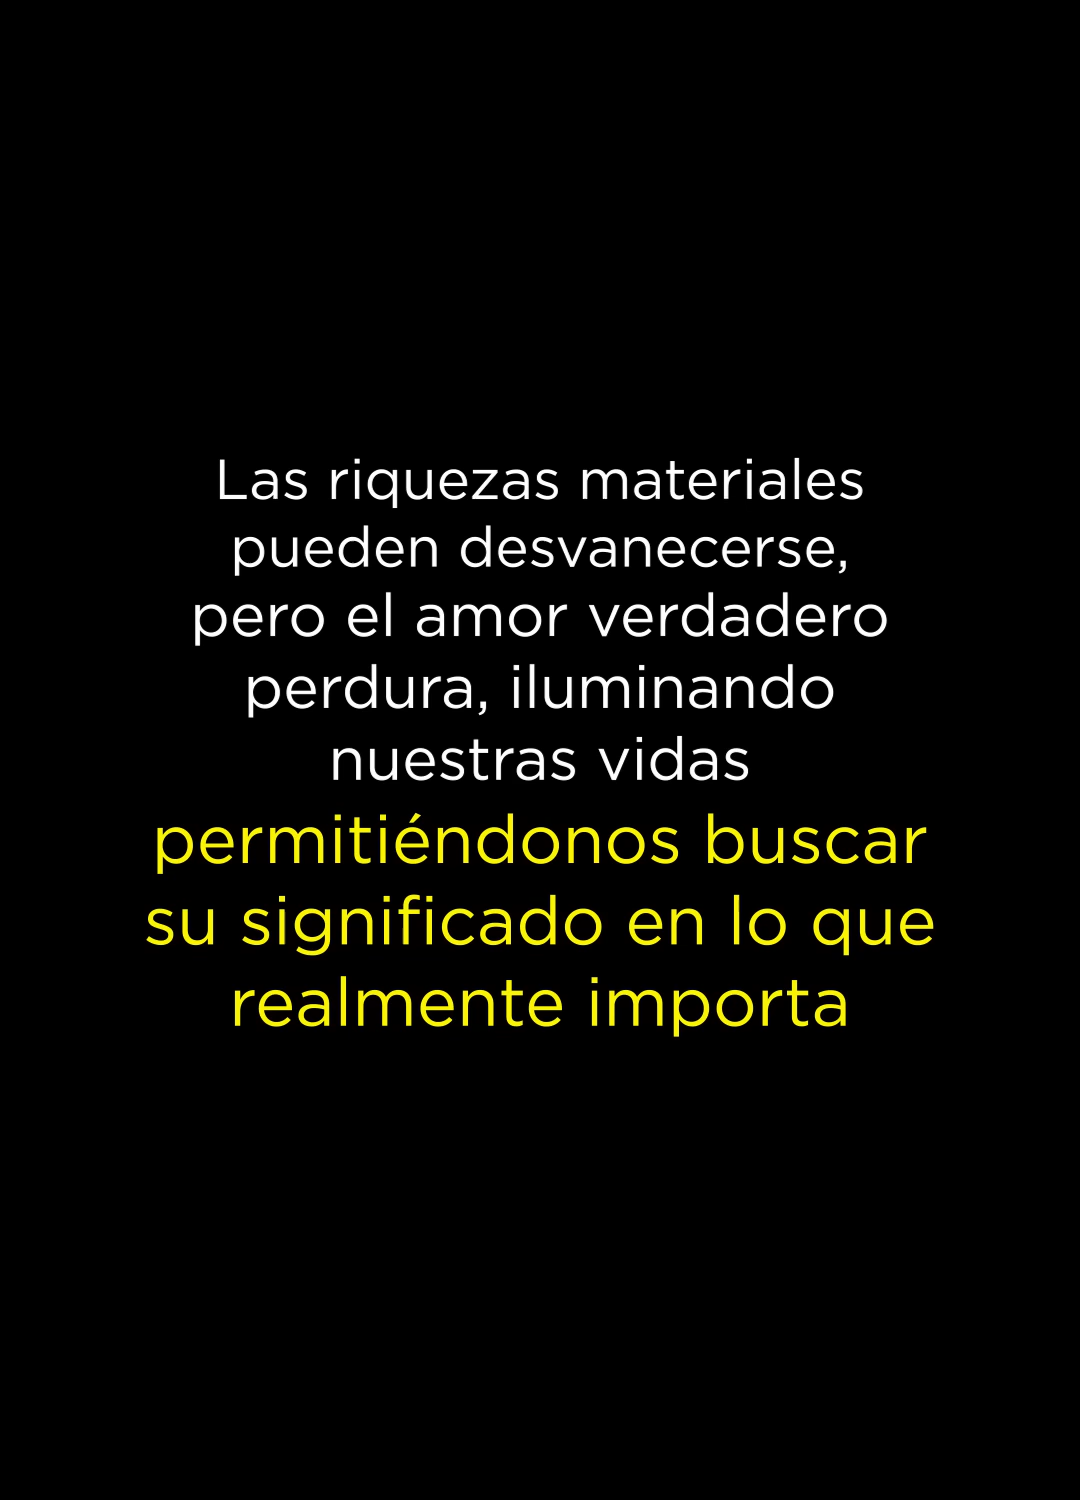 Las riquezas materiales
pueden desvanecerse,
pero el amor verdadero
perdura, iluminando
nuestras vidas
permitiéndonos buscar
su significado en lo que
realmente importa